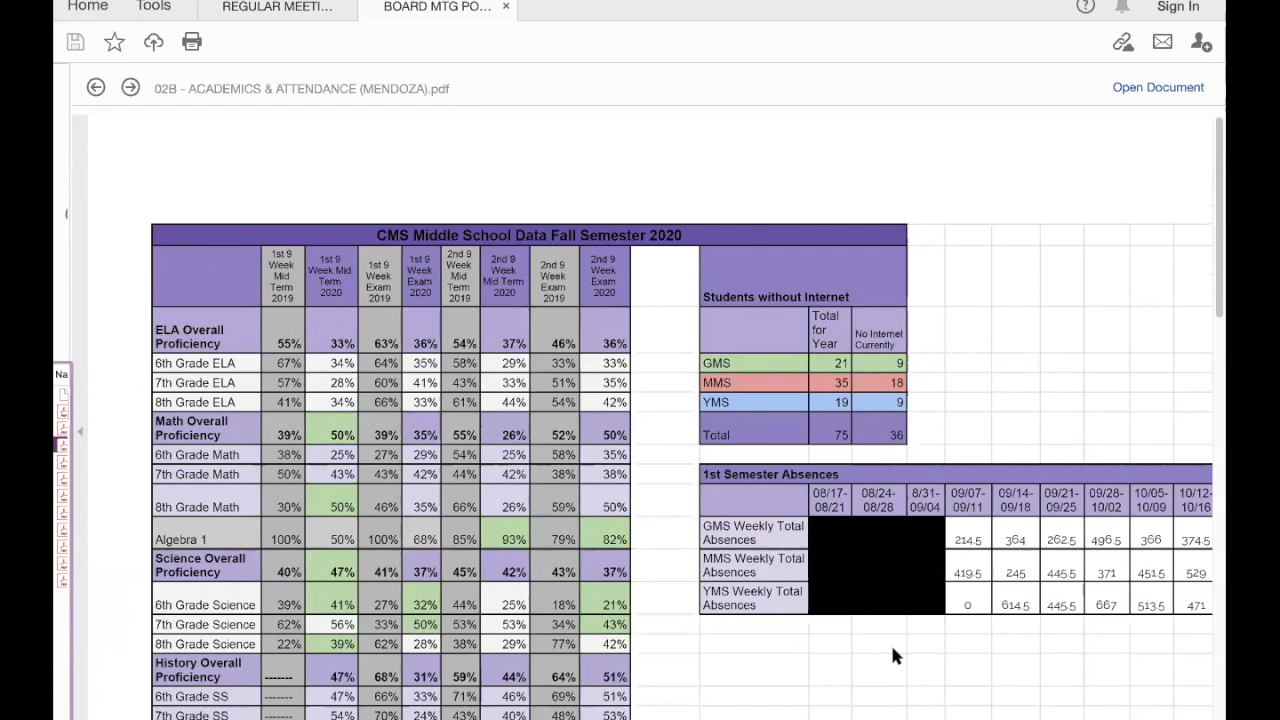 Home Tools REGULAR MEETI... BOARD MTG PO... × ? Sign In
02B - ACADEMICS & ATTENDANCE (MENDOZA).pdf Open Document
Na
CMS Middle School Data Fall Semester 2020
1st 9 Week Mid Term 2019
1st 9 Week Mid Term 2020
1st 9 Week Exam 2019
1st 9 Week Exam 2020
2nd 9 Week Mid Term 2019
2nd 9 Week Mid Term 2020
2nd 9 Week Exam 2019
2nd 9 Week Exam 2020
ELA Overall Proficiency 55% 33% 63% 36% 54% 37% 46% 36%
6th Grade ELA 67% 34% 64% 35% 58% 29% 33% 33%
7th Grade ELA 57% 28% 60% 41% 43% 33% 51% 35%
8th Grade ELA 41% 34% 66% 33% 61% 44% 54% 42%
Math Overall Proficiency 39% 50% 39% 35% 55% 26% 52% 50%
6th Grade Math 38% 25% 27% 29% 54% 25% 58% 35%
7th Grade Math 50% 43% 43% 42% 44% 42% 38% 38%
8th Grade Math 30% 50% 46% 35% 66% 26% 59% 50%
Algebra 1 100% 50% 100% 68% 85% 93% 79% 82%
Science Overall Proficiency 40% 47% 41% 37% 45% 42% 43% 37%
6th Grade Science 39% 41% 27% 32% 44% 25% 18% 21%
7th Grade Science 62% 56% 33% 50% 53% 53% 34% 43%
8th Grade Science 22% 39% 62% 28% 38% 29% 77% 42%
History Overall Proficiency ------- 47% 68% 31% 59% 44% 64% 51%
6th Grade SS ------- 47% 66% 33% 71% 46% 69% 51%
7th Grade SS ------- 54% 70% 24% 43% 40% 48% 53%
Students without Internet
Total for Year
No Internet Currently
GMS 21 9
MMS 35 18
YMS 19 9
Total 75 36
1st Semester Absences
08/17-08/21 08/24-08/28 8/31-09/04 09/07-09/11 09/14-09/18 09/21-09/25 09/28-10/02 10/05-10/09 10/12-10/16
GMS Weekly Total Absences 214.5 364 262.5 496.5 366 374.5
MMS Weekly Total Absences 419.5 245 445.5 371 451.5 529
YMS Weekly Total Absences 0 614.5 445.5 667 513.5 471